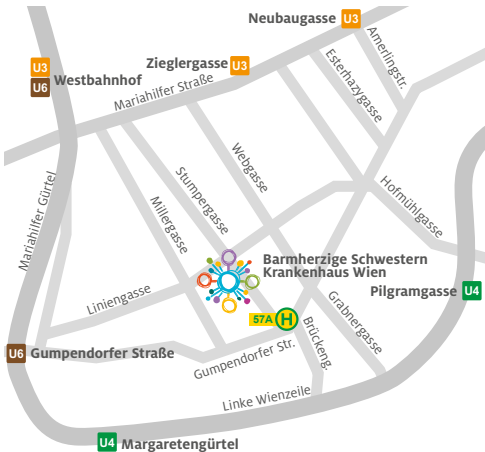 Neubaugasse U3
Zieglergasse U3
U3
U6
Westbahnhof
Mariahilfer Straße
Amerlingstr.
Esterhazygasse
Webgasse
Stumpergasse
Millergasse
Hofmühlgasse
Mariahilfer Gürtel
Liniengasse
Barmherzige Schwestern
Krankenhaus Wien
Pilgramgasse U4
57A H
Grabnergasse
Brückeng.
U6 Gumpendorfer Straße
Gumpendorfer Str.
Linke Wienzeile
U4 Margaretengürtel